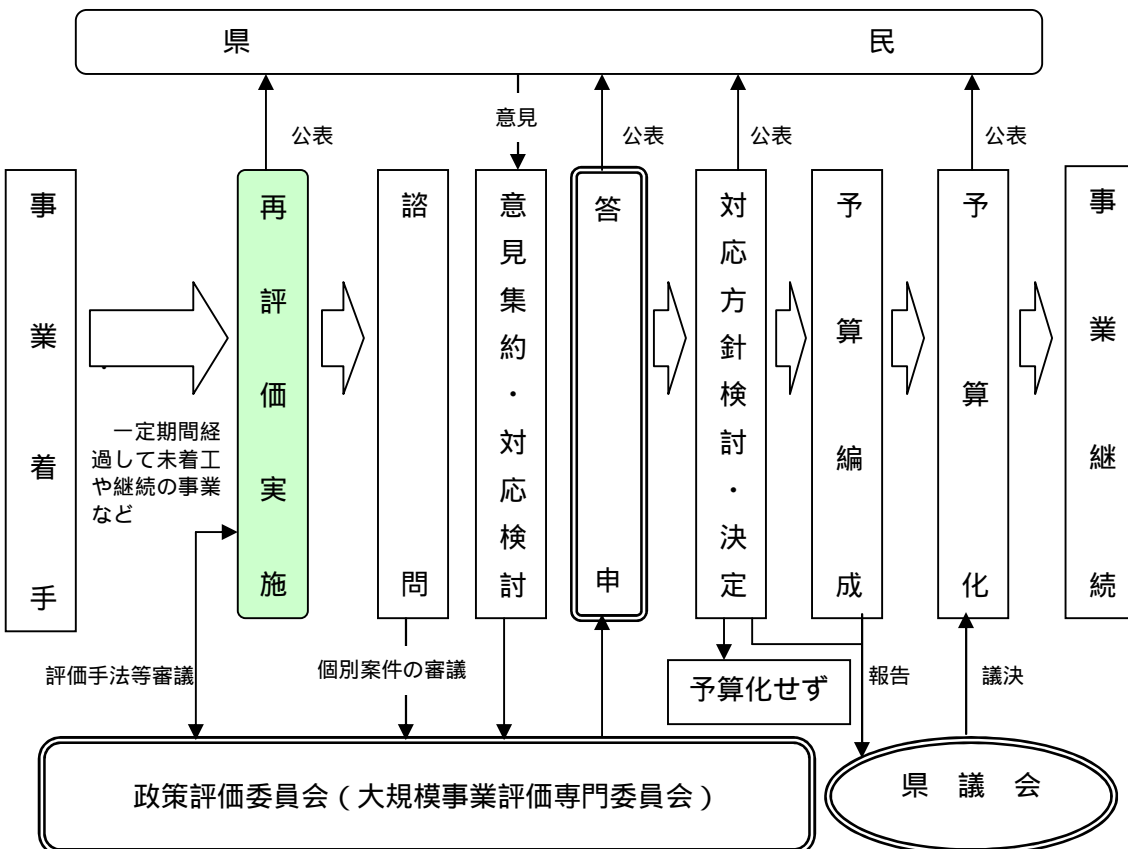 県　民
公表
意見
公表
公表
公表
事業着手
再評価実施
諮問
意見集約・対応検討
答申
対応方針検討・決定
予算編成
予算化
事業継続
一定期間経
過して未着工
や継続の事業
など
評価手法等審議
個別案件の審議
予算化せず
報告
議決
政策評価委員会（大規模事業評価専門委員会）
県　議　会